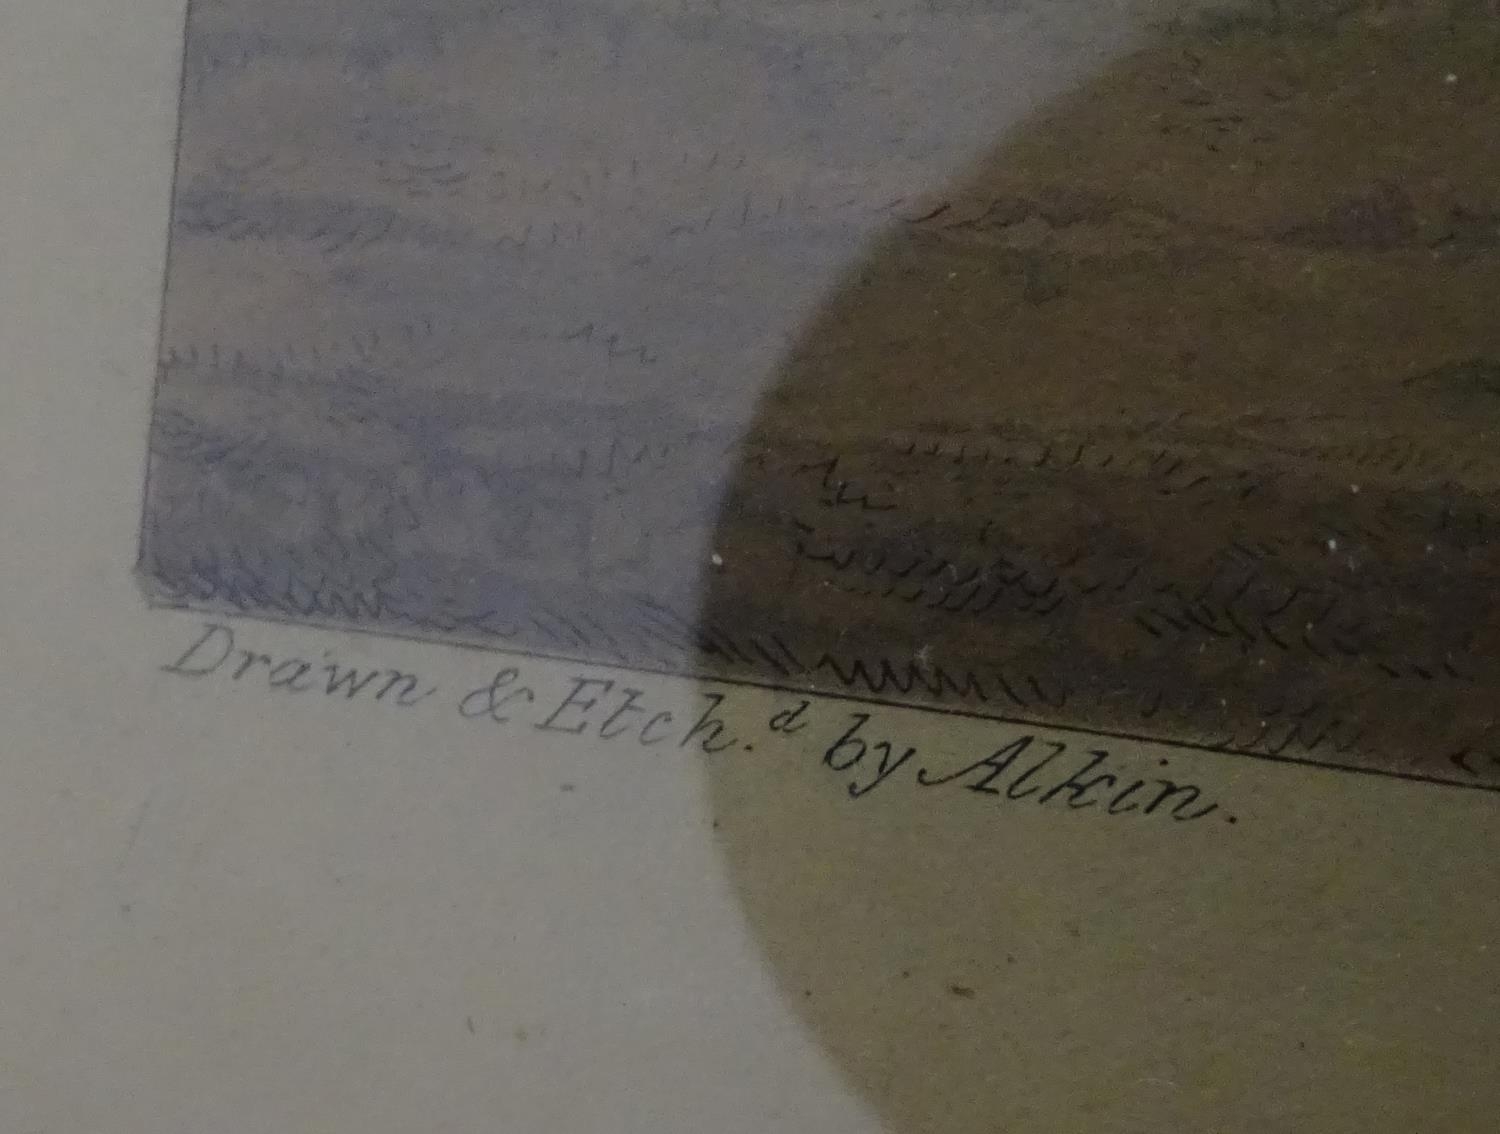 Drawn & Etch.d by Alkin.